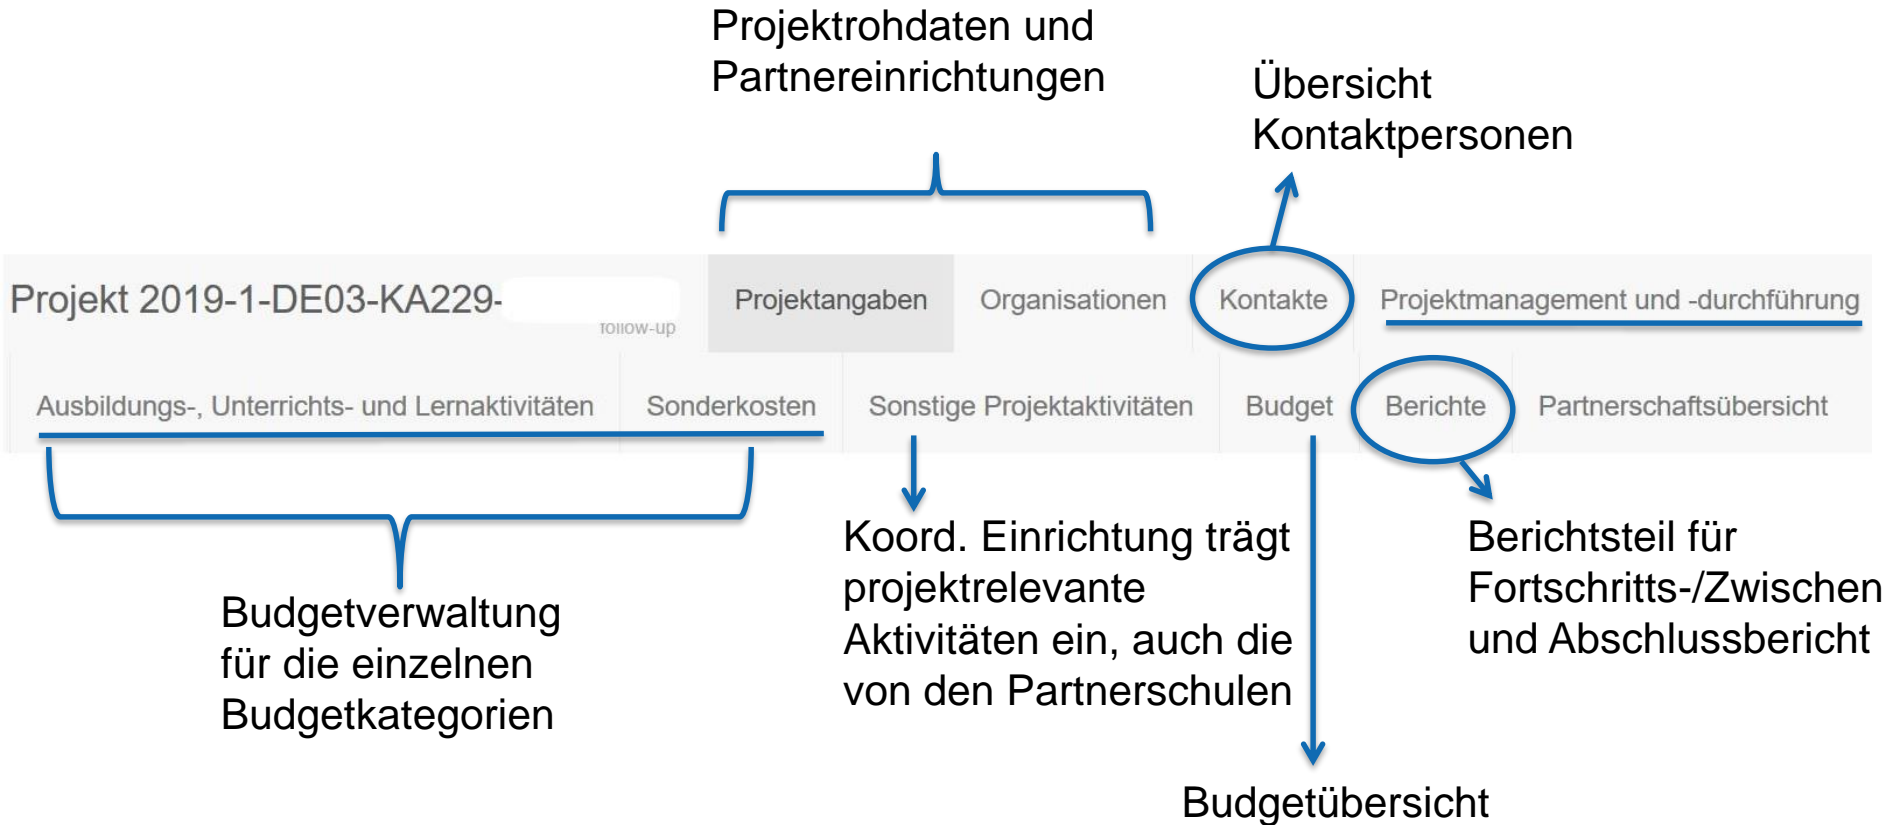 Projektrohdaten und
Partnereinrichtungen
Übersicht
Kontaktpersonen
Projekt 2019-1-DE03-KA229-
follow-up
Projektangaben
Organisationen
Kontakte
Projektmanagement und -durchführung
Ausbildungs-, Unterrichts- und Lernaktivitäten
Sonderkosten
Sonstige Projektaktivitäten
Budget
Berichte
Partnerschaftsübersicht
Budgetverwaltung
für die einzelnen
Budgetkategorien
Koord. Einrichtung trägt
projektrelevante
Aktivitäten ein, auch die
von den Partnerschulen
Berichtsteil für
Fortschritts-/Zwischen
und Abschlussbericht
Budgetübersicht